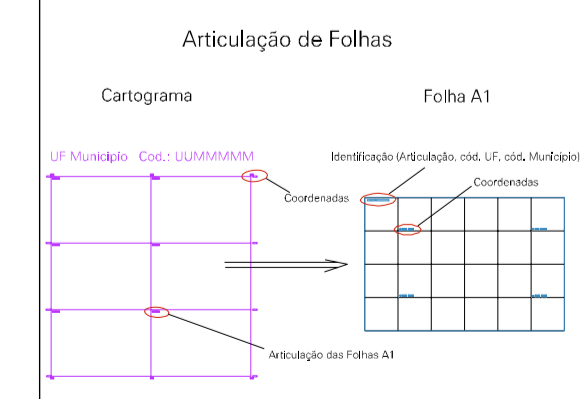 Articulação de Folhas
Cartograma
Folha A1
UF Municipio Cod.: UUMMMMM
Identificação (Articulação, cód. UF, cód. Município)
Coordenadas
Coordenadas
Articulação das Folhas A1